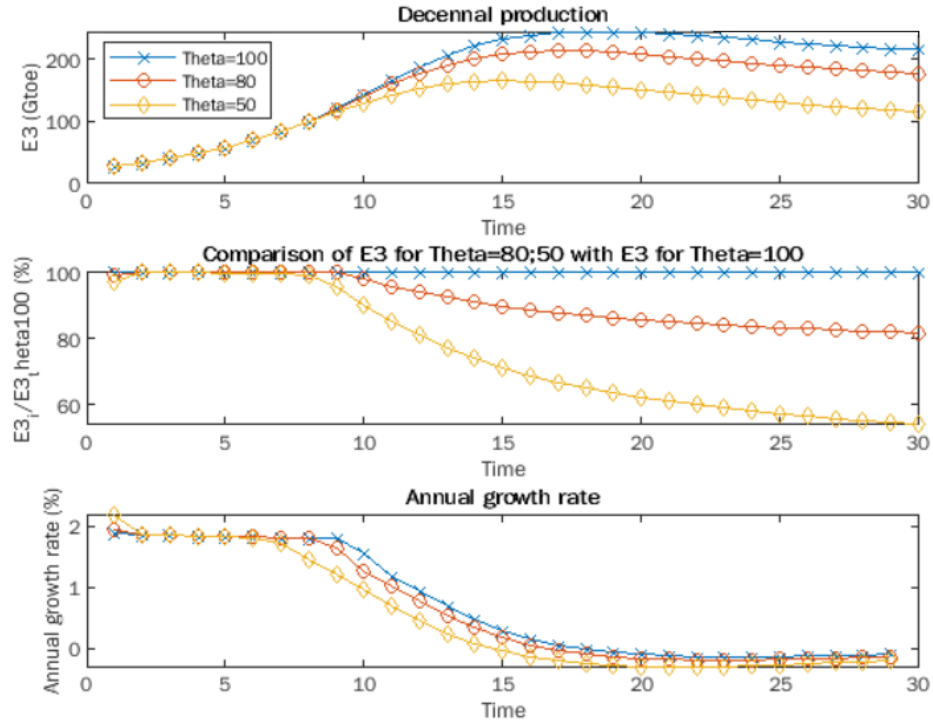 Decennal production
E3 (Gtoe)
200
100
0
Theta=100
Theta=80
Theta=50
0 5 10 15 20 25 30
Time
Comparison of E3 for Theta=80;50 with E3 for Theta=100
E3i/E3theta100 (%)
100
80
60
0 5 10 15 20 25 30
Time
Annual growth rate
Annual growth rate (%)
2
1
0
0 5 10 15 20 25 30
Time